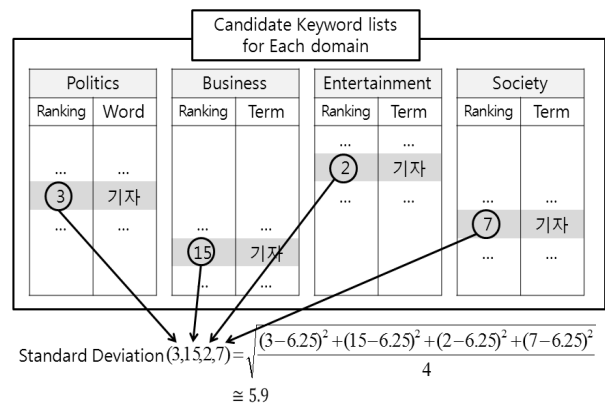 Candidate Keyword lists
for Each domain
Politics Business Entertainment Society
Ranking Word Ranking Term Ranking Term Ranking Term
... ...
... ...
2 기자
3 기자
... ...
... ...
... ...
... ...
7 기자
15 기자
... ...
.. ...
Standard Deviation(3,15,2,7)=√((3−6.25)²+(15−6.25)²+(2−6.25)²+(7−6.25)²)/4
≅ 5.9